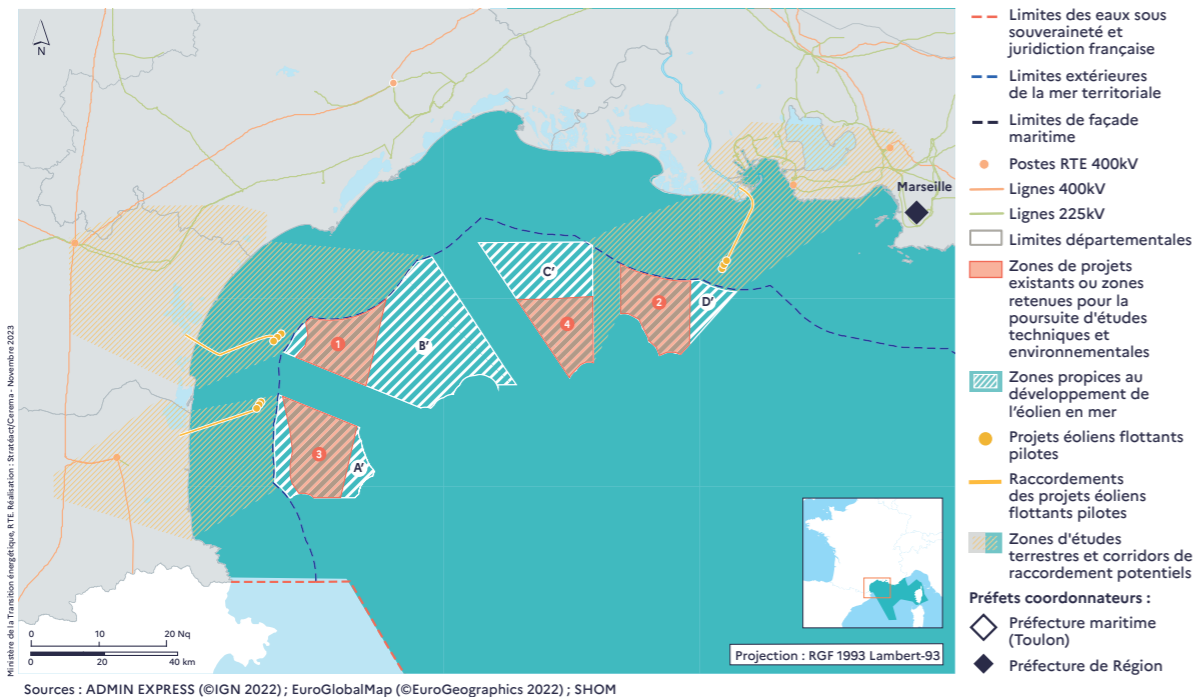 N
Marseille
C'
D'
2
4
1
B'
3
A'
0 10 20 Nq
0 20 40 km
Projection : RGF 1993 Lambert-93
Ministère de la Transition énergétique, RTE. Réalisation : Stratéact/Cerema - Novembre 2023
Sources : ADMIN EXPRESS (©IGN 2022) ; EuroGlobalMap (©EuroGeographics 2022) ; SHOM
Limites des eaux sous
souveraineté et
juridiction française
Limites extérieures
de la mer territoriale
Limites de façade
maritime
Postes RTE 400kV
Lignes 400kV
Lignes 225kV
Limites départementales
Zones de projets
existants ou zones
retenues pour la
poursuite d'études
techniques et
environnementales
Zones propices au
développement de
l'éolien en mer
Projets éoliens flottants
pilotes
Raccordements
des projets éoliens
flottants pilotes
Zones d'études
terrestres et corridors de
raccordement potentiels
Préfets coordonnateurs :
Préfecture maritime
(Toulon)
Préfecture de Région